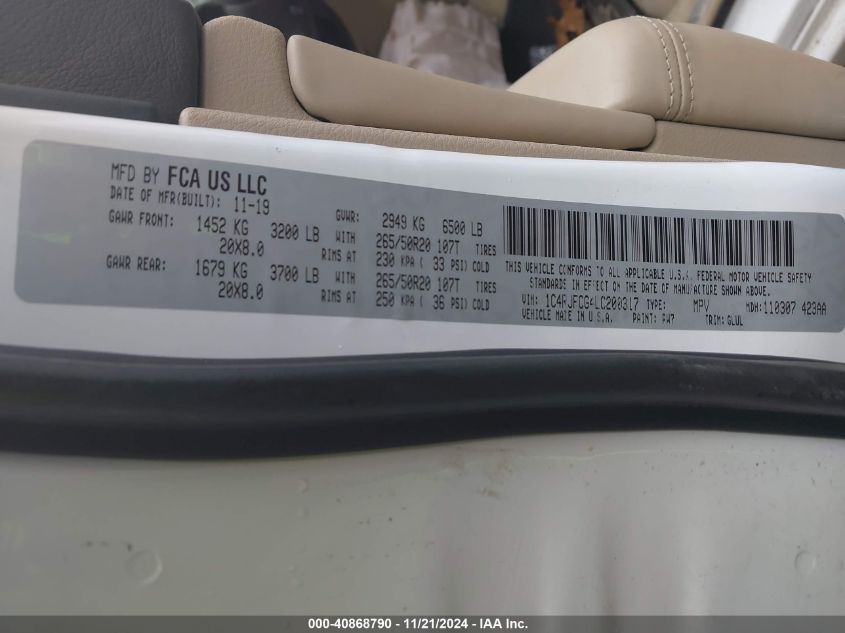 MFD BY FCA US LLC
DATE OF MFR(BUILT): 11-19
GVWR: 2949 KG 6500 LB
GAWR FRONT: 1452 KG 3200 LB WITH 265/50R20 107T TIRES
20X8.0 RIMS AT 230 KPA ( 33 PSI) COLD
GAWR REAR: 1679 KG 3700 LB WITH 265/50R20 107T TIRES
20X8.0 RIMS AT 250 KPA ( 36 PSI) COLD
THIS VEHICLE CONFORMS TO ALL APPLICABLE U.S.A. FEDERAL MOTOR VEHICLE SAFETY
STANDARDS IN EFFECT ON THE DATE OF MANUFACTURE SHOWN ABOVE.
VIN: 1C4RJFCG4LC200317 TYPE: MPV MDH:110307 423AA
VEHICLE MADE IN U.S.A. PAINT: PW7 TRIM: GLUL
000-40868790 - 11/21/2024 - IAA Inc.